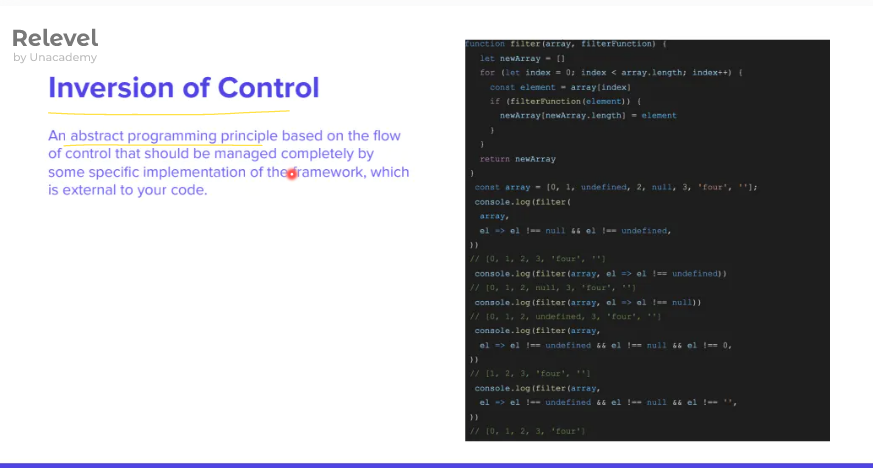 Relevel
by Unacademy
Inversion of Control
An abstract programming principle based on the flow
of control that should be managed completely by
some specific implementation of the framework, which
is external to your code.
function filter(array, filterFunction) {
let newArray = []
for (let index = 0; index < array.length; index++) {
const element = array[index]
if (filterFunction(element)) {
newArray[newArray.length] = element
}
}
return newArray
}
const array = [0, 1, undefined, 2, null, 3, 'four', ''];
console.log(filter(
array,
el => el !== null && el !== undefined,
))
// [0, 1, 2, 3, 'four', '']
console.log(filter(array, el => el !== undefined))
// [0, 1, 2, null, 3, 'four', '']
console.log(filter(array, el => el !== null))
// [0, 1, 2, undefined, 3, 'four', '']
console.log(filter(array,
el => el !== undefined && el !== null && el !== 0,
))
// [1, 2, 3, 'four', '']
console.log(filter(array,
el => el !== undefined && el !== null && el !== '',
))
// [0, 1, 2, 3, 'four']